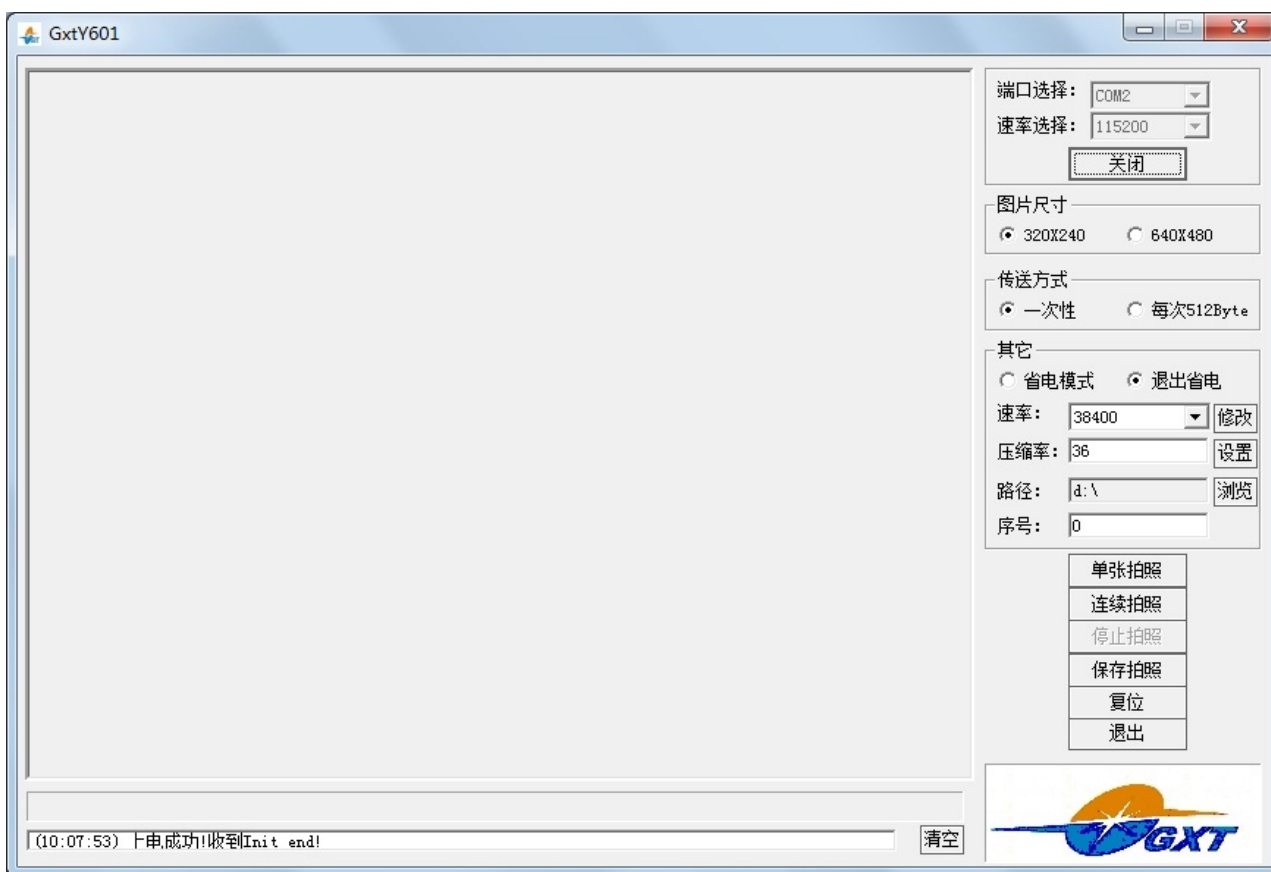 GxtY601
端口选择: COM2
速率选择: 115200
关闭
图片尺寸
320X240 640X480
传送方式
一次性 每次512Byte
其它
省电模式 退出省电
速率: 38400 修改
压缩率: 36 设置
路径: d:\ 浏览
序号: 0
单张拍照
连续拍照
停止拍照
保存拍照
复位
退出
(10:07:53) 上电成功!收到Init end! 清空
GXT